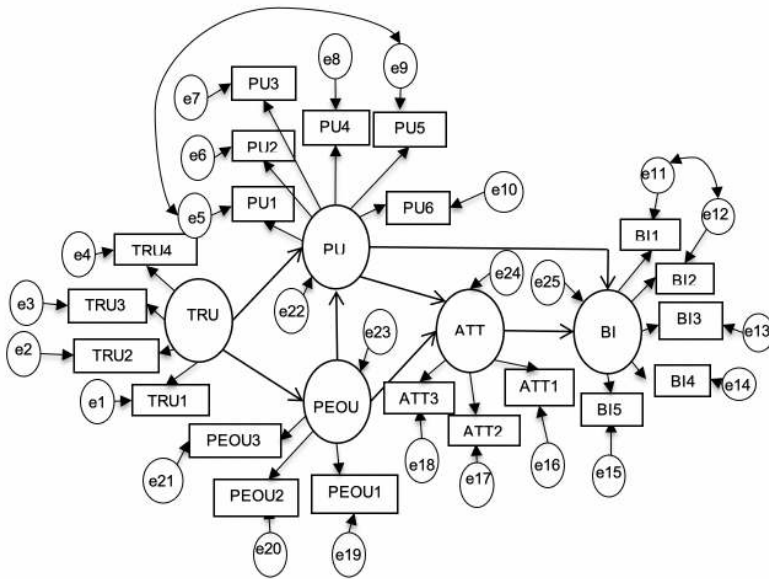 e8
e9
PU3
e7
PU4
PU5
e6
PU2
e11
e10
e5
PU1
PU6
e12
e4
TRU4
PU
BI1
e24
e25
BI2
e3
TRU3
TRU
e22
e23
ATT
BI
BI3
e13
e2
TRU2
e1
TRU1
PEOU
ATT3
ATT1
BI4
e14
PEOU3
ATT2
BI5
e21
e18
e16
e15
PEOU2
PEOU1
e17
e20
e19